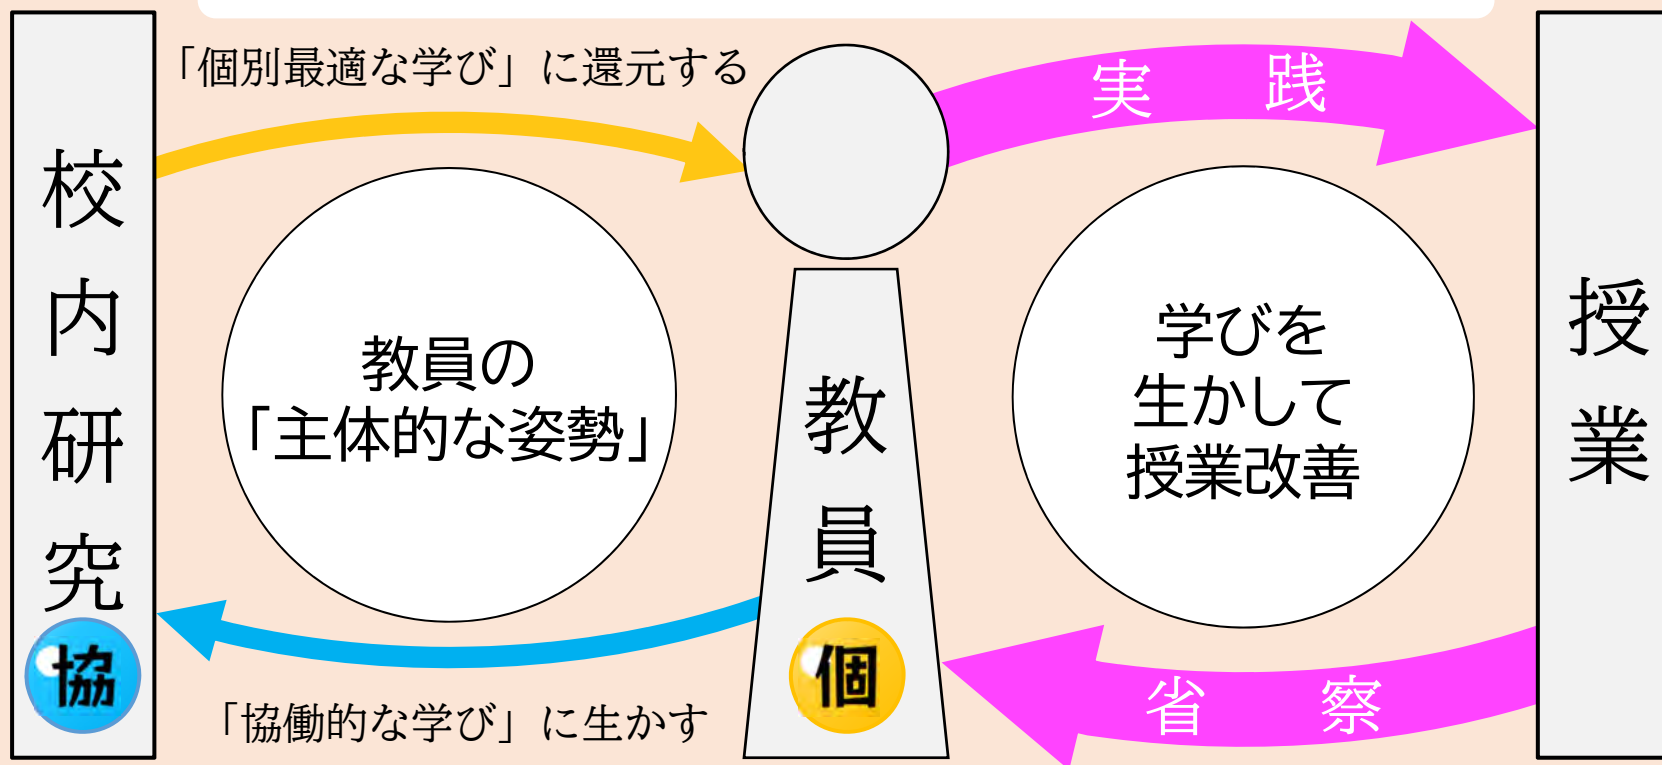 「個別最適な学び」に還元する
実　践
校内研究
協
教員の
「主体的な姿勢」
教員
個
学びを
生かして
授業改善
授業
「協働的な学び」に生かす
省　察